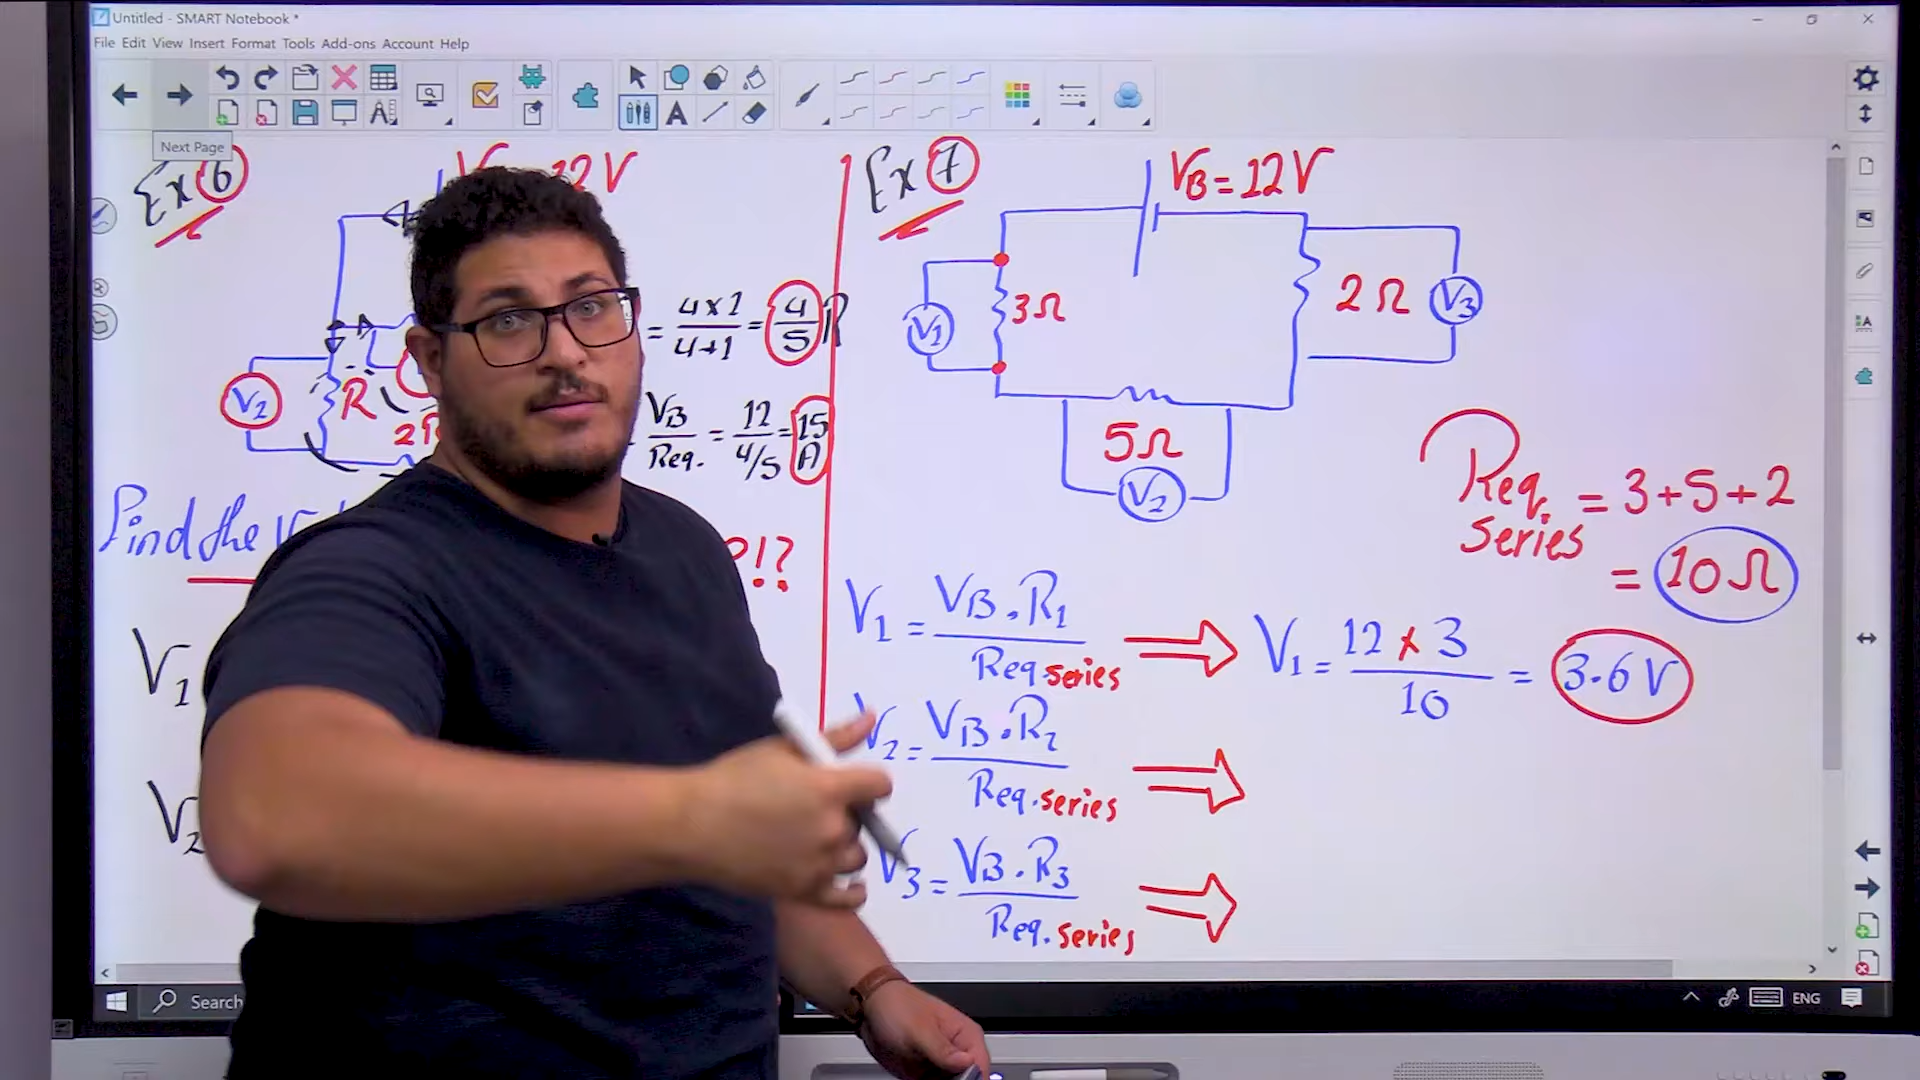 Untitled - SMART Notebook *
File Edit View Insert Format Tools Add-ons Account Help
Next Page
Ex 6
12 V
V2
R
2R
= 4x1 / 4+1 = 4/5 R
VB / Req. = 12 / 4/5 = 15 A
Find the V
!?
V1
V2
Ex 7
VB = 12 V
V1
3Ω
2Ω
V3
5Ω
V2
Req. series = 3+5+2
= 10Ω
V1 = VB . R1 / Req. series ⇒ V1 = 12 x 3 / 10 = 3.6 V
V2 = VB . R2 / Req. series ⇒
V3 = VB . R3 / Req. series ⇒
Search
ENG